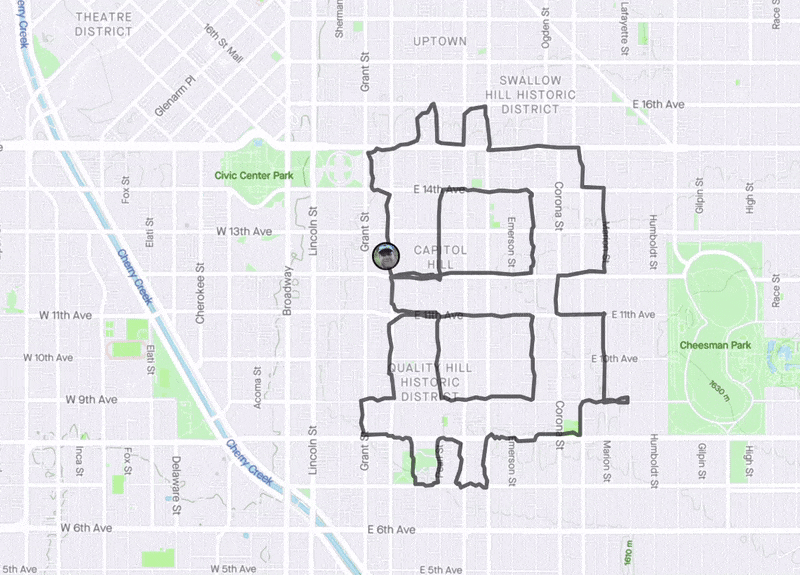 Cherry Creek
THEATRE
DISTRICT
16th St Mall
Sherman
Grant St
UPTOWN
Ogden St
Lafayette St
Race S
Glenarm Pl
SWALLOW
HILL HISTORIC
DISTRICT
E 16th Ave
Civic Center Park
Fox St
E 14th Ave
Corona St
Gilpin St
High St
Elati St
W 13th Ave
Lincoln St
Grant St
Emerson St
Marion St
Humboldt St
CAPITOL
HILL
Cherry Creek
Cherokee St
Broadway
Race St
W 11th Ave
E 11th Ave
E 11th Ave
Elati St
W 10th Ave
E 10th Ave
Cheesman Park
QUALITY HILL
HISTORIC
DISTRICT
Acoma St
1630 m
W 9th Ave
Corona St
Lincoln St
Grant St
Cherry Creek
Inca St
Fox St
Delaware St
Emerson St
Marion St
Humboldt St
Gilpin St
High St
W 6th Ave
E 6th Ave
1610 m
5th Ave
W 5th Ave
E 5th Ave